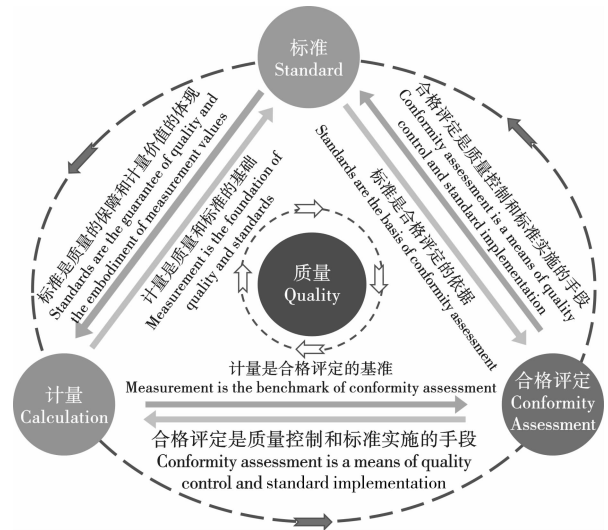 标准
Standard
标准是质量的保障和计量价值的体现
Standards are the guarantee of quality and
he embodiment of measurement values
计量是质量和标准的基础
Measurement is the foundation of
quality and standards
合格评定是质量控制和标准实施的手段
Conformity assessment is a means of quality
control and standard implementation
标准是合格评定的依据
Standards are the basis of conformity assessment
质量
Quality
计量
Calculation
计量是合格评定的基准
Measurement is the benchmark of conformity assessment
合格评定
Conformity
Assessment
合格评定是质量控制和标准实施的手段
Conformity assessment is a means of quality
control and standard implementation